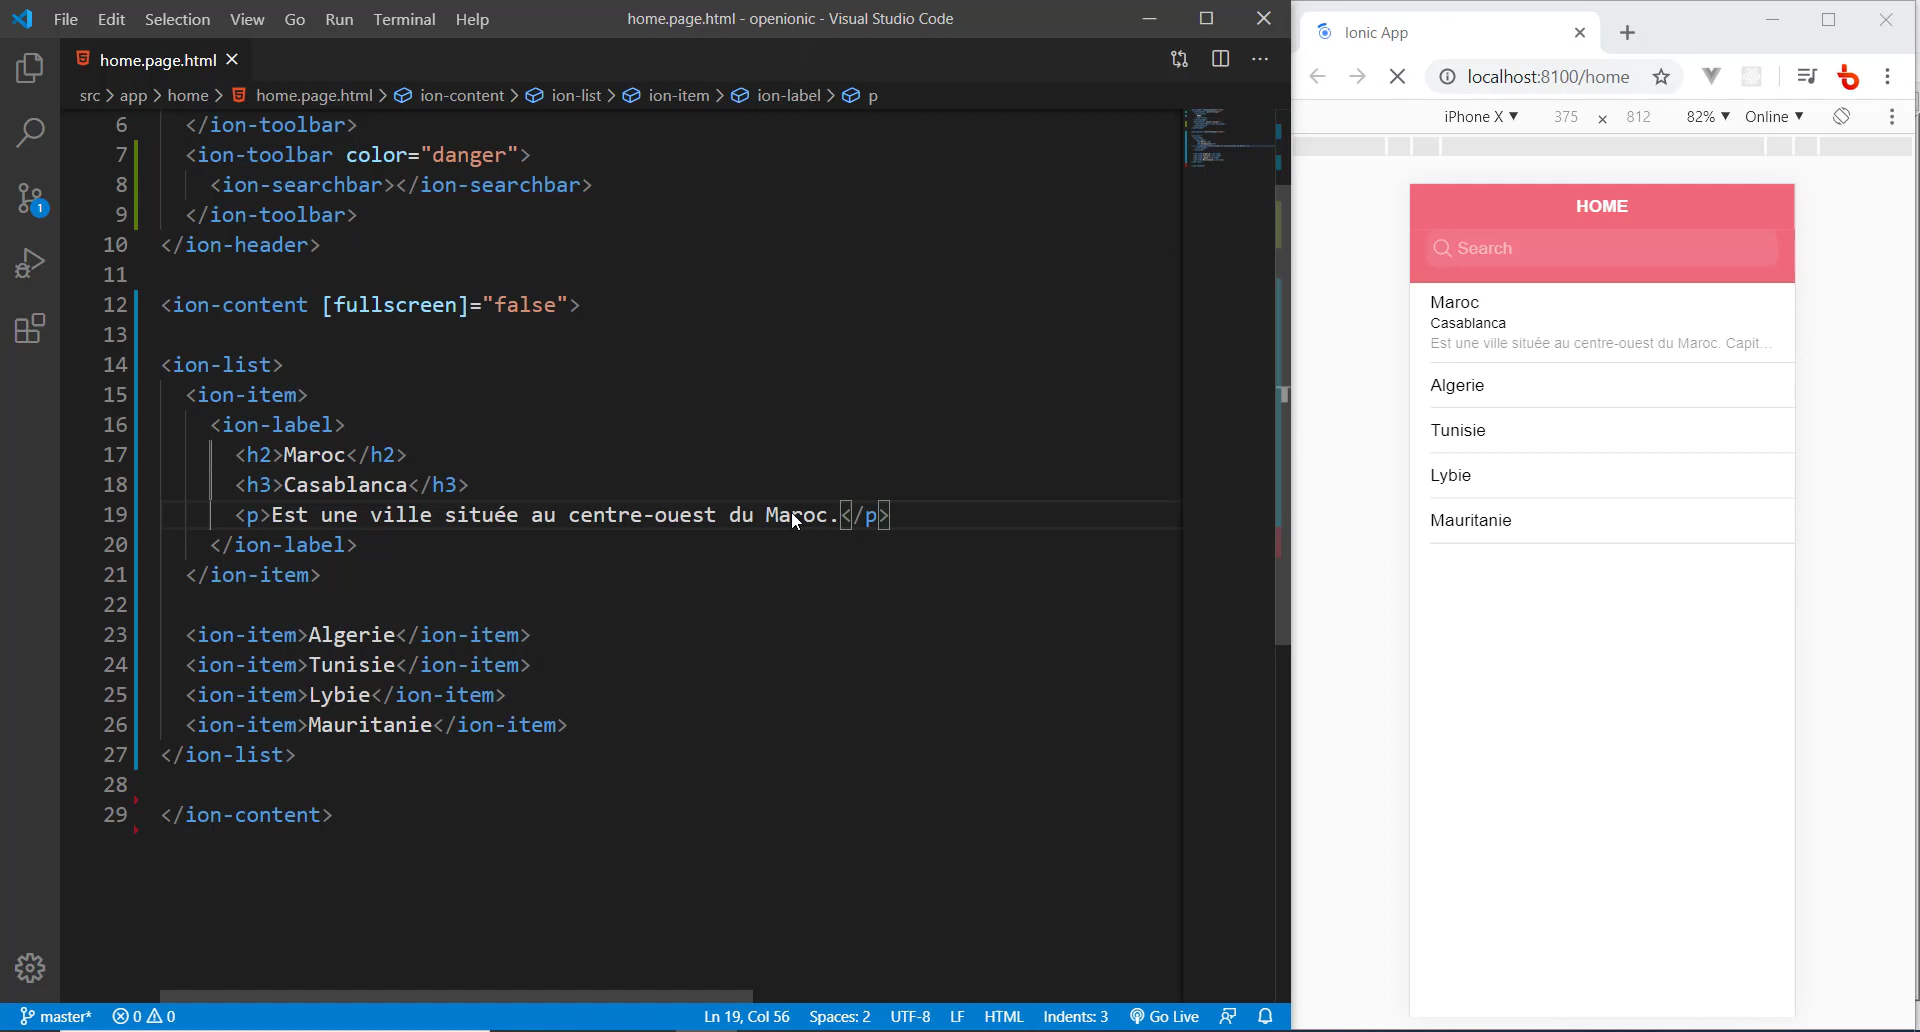 File Edit Selection View Go Run Terminal Help
home.page.html - openionic - Visual Studio Code
home.page.html
src > app > home > home.page.html > ion-content > ion-list > ion-item > ion-label > p
6 </ion-toolbar>
7 <ion-toolbar color="danger">
8 <ion-searchbar></ion-searchbar>
9 </ion-toolbar>
10 </ion-header>
11
12 <ion-content [fullscreen]="false">
13
14 <ion-list>
15 <ion-item>
16 <ion-label>
17 <h2>Maroc</h2>
18 <h3>Casablanca</h3>
19 <p>Est une ville située au centre-ouest du Maroc.</p>
20 </ion-label>
21 </ion-item>
22
23 <ion-item>Algerie</ion-item>
24 <ion-item>Tunisie</ion-item>
25 <ion-item>Lybie</ion-item>
26 <ion-item>Mauritanie</ion-item>
27 </ion-list>
28
29 </ion-content>
1
master* 0 0
Ln 19, Col 56 Spaces: 2 UTF-8 LF HTML Indents: 3 Go Live
Ionic App
localhost:8100/home
iPhone X 375 x 812 82% Online
HOME
Search
Maroc
Casablanca
Est une ville située au centre-ouest du Maroc. Capit...
Algerie
Tunisie
Lybie
Mauritanie